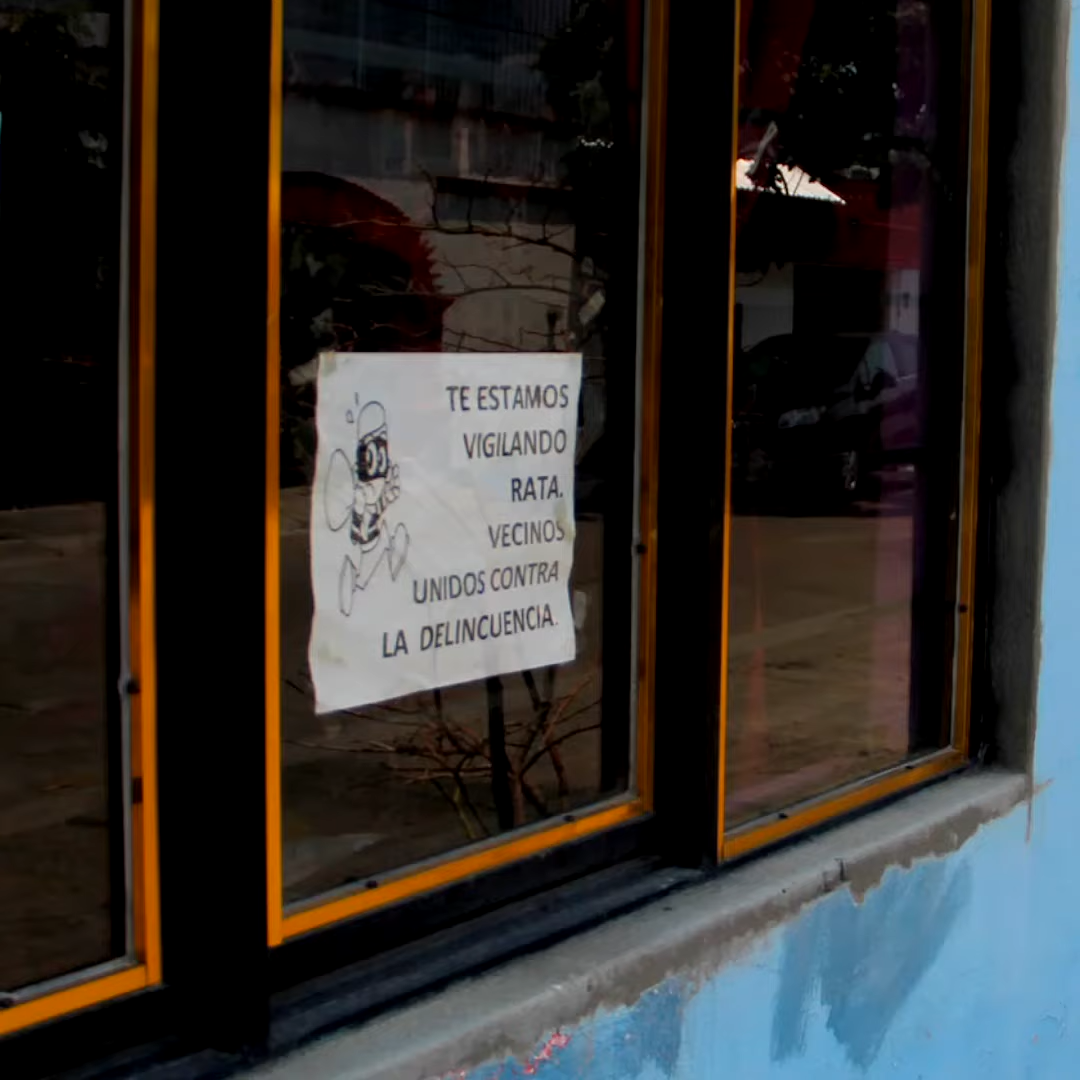 TE ESTAMOS
VIGILANDO
RATA.
VECINOS
UNIDOS CONTRA
LA DELINCUENCIA.